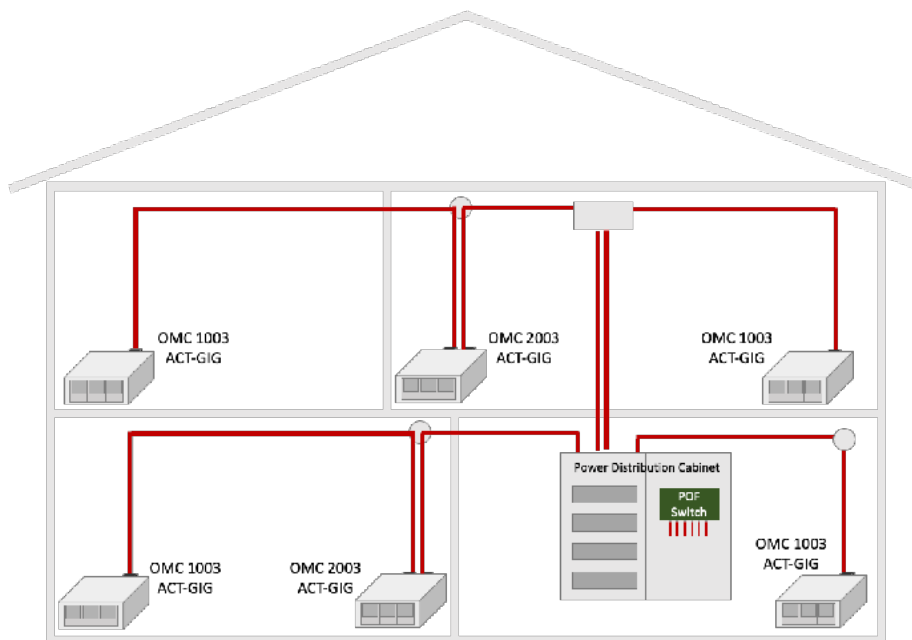 OMC 1003
ACT-GIG
OMC 2003
ACT-GIG
OMC 1003
ACT-GIG
Power Distribution Cabinet
POF
Switch
OMC 1003
ACT-GIG
OMC 2003
ACT-GIG
OMC 1003
ACT-GIG